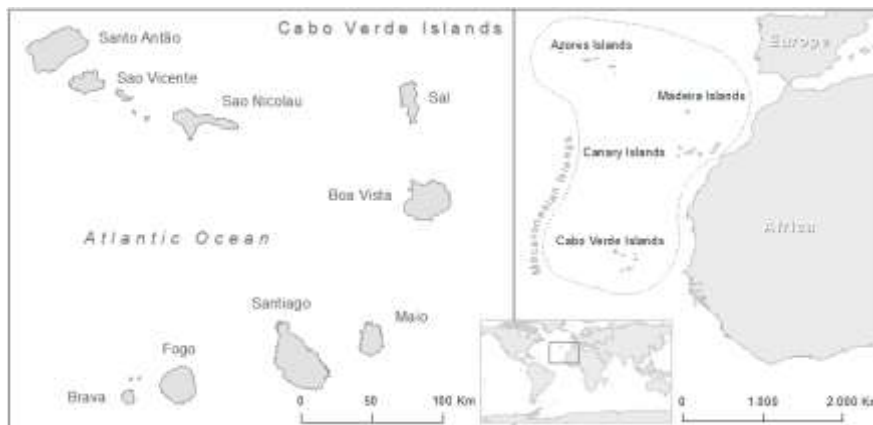 Cabo Verde Islands
Santo Antão
Sao Vicente
Sao Nicolau
Sal
Boa Vista
Atlantic Ocean
Santiago
Maio
Fogo
Brava
0 50 100 Km
Europe
Azores Islands
Madeira Islands
Canary Islands
Macaronesian Islands
Africa
Cabo Verde Islands
0 1.000 2.000 Km